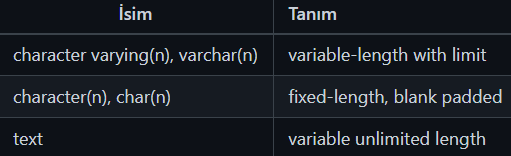 İsim Tanım
character varying(n), varchar(n) variable-length with limit
character(n), char(n) fixed-length, blank padded
text variable unlimited length